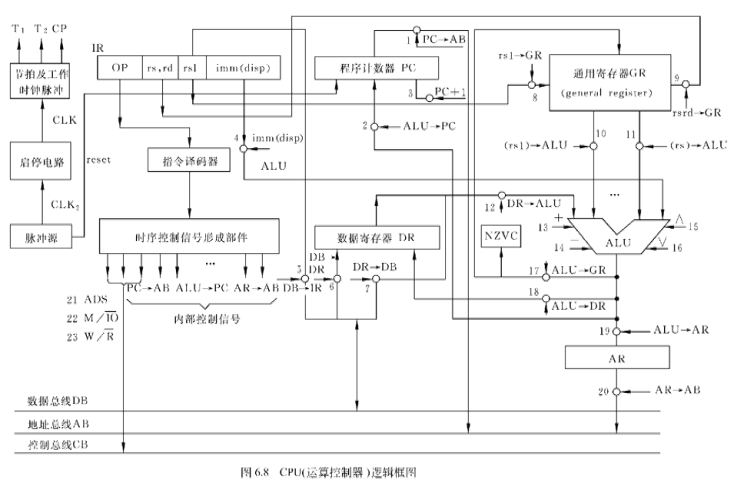 T₁ T₂ CP
节拍及工作
时钟脉冲
CLK
启停电路
CLK₂
脉冲源
reset
IR
OP rs,rd rs1 imm(disp)
4 imm(disp)
ALU
指令译码器
时序控制信号形成部件
...
PC→AB ALU→PC AR→AB DB→IR
内部控制信号
21 ADS
22 M/I̅O̅
23 W/R̅
1 PC→AB
程序计数器 PC
3 PC+1
2 ALU→PC
rs1→GR
8
通用寄存器GR
(general register)
9
rsrd→GR
10 11
(rs1)→ALU (rs)→ALU
...
12 DR→ALU
数据寄存器 DR
DB→
DR
5 6 7
DR→DB
NZVC
+
13
−
14
ALU
∧
15
∨
16
17 ALU→GR
18
ALU→DR
19 ALU→AR
AR
20 AR→AB
数据总线DB
地址总线AB
控制总线CB
图6.8 CPU(运算控制器)逻辑框图